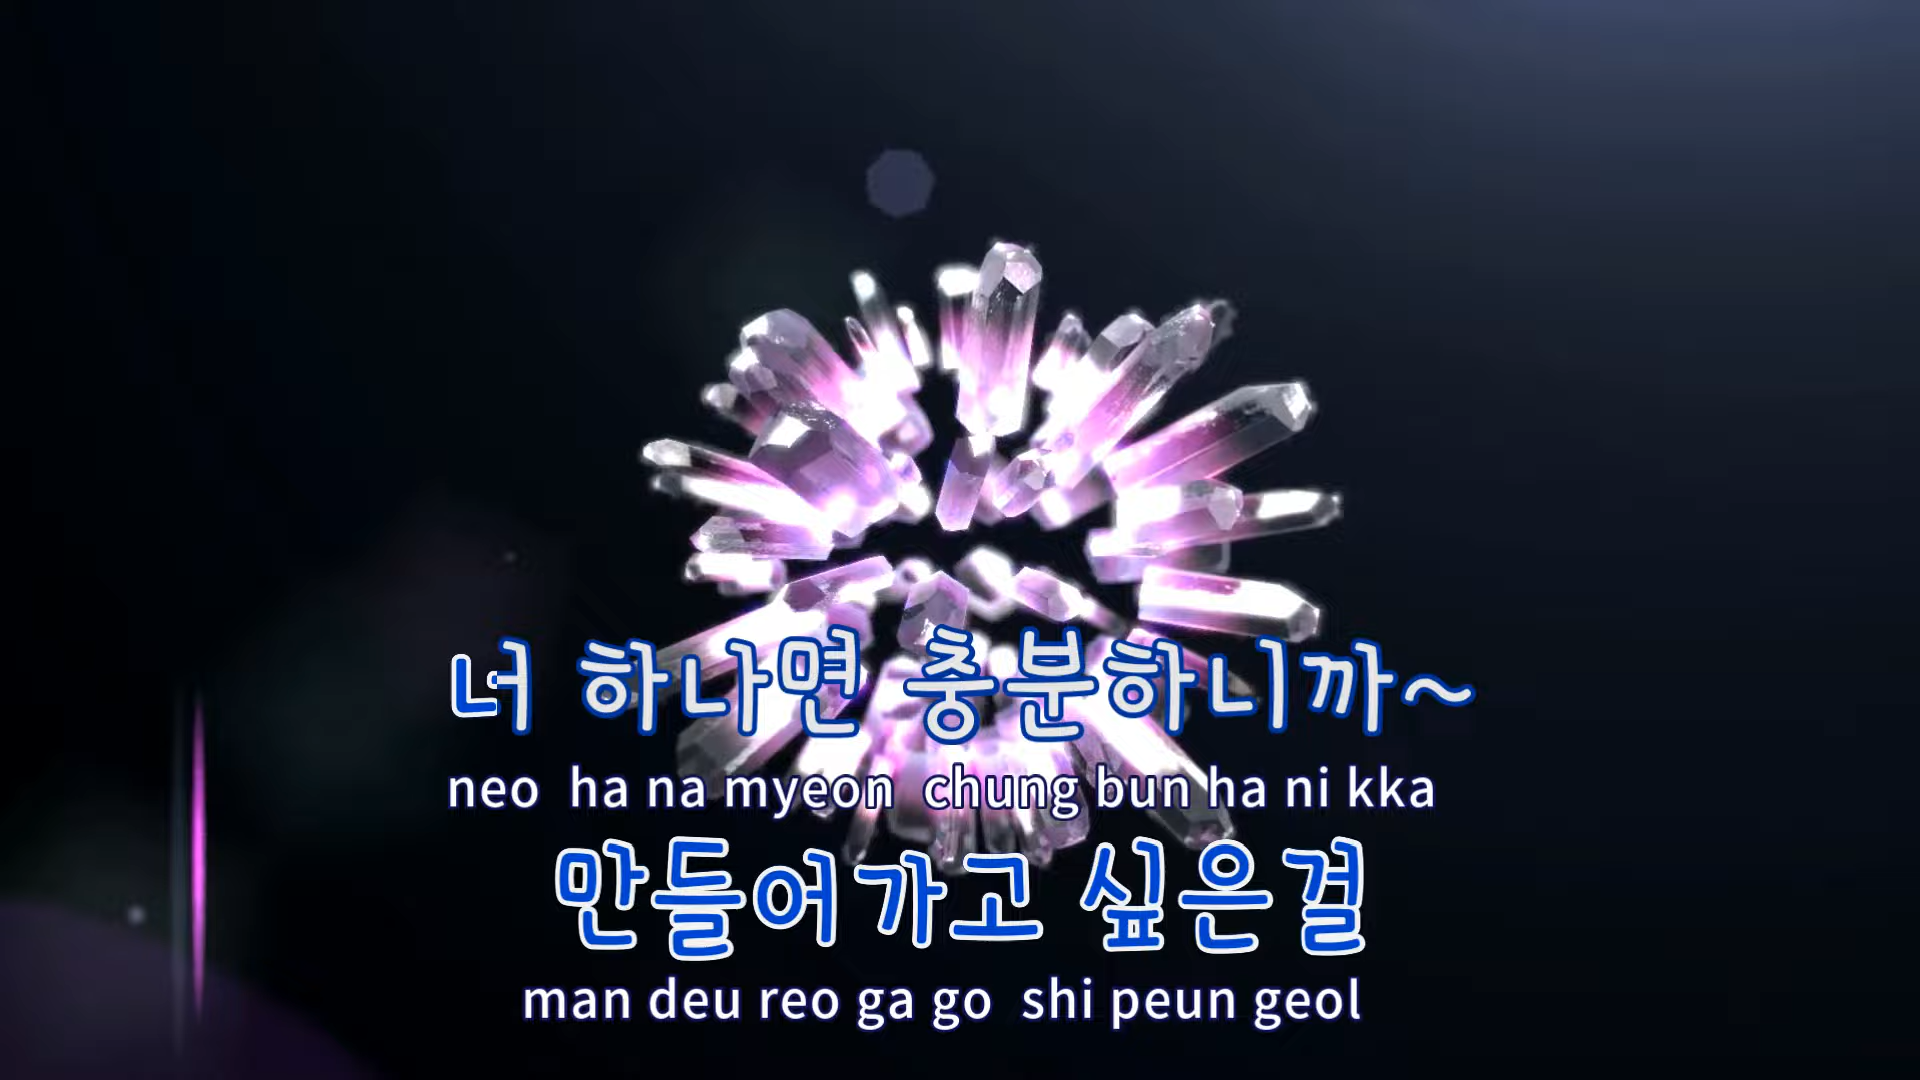 너 하나면 충분하니까~
neo ha na myeon chung bun ha ni kka
만들어가고 싶은걸
man deu reo ga go shi peun geol